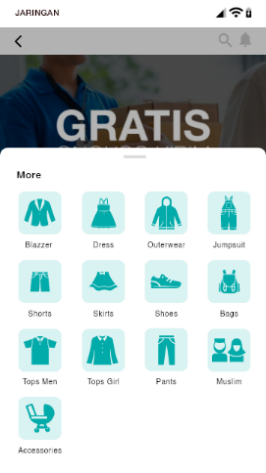 JARINGAN
GRATIS
More
Blazzer Dress Outerwear Jumpsuit
Shorts Skirts Shoes Bags
Tops Men Tops Girl Pants Muslim
Accessories